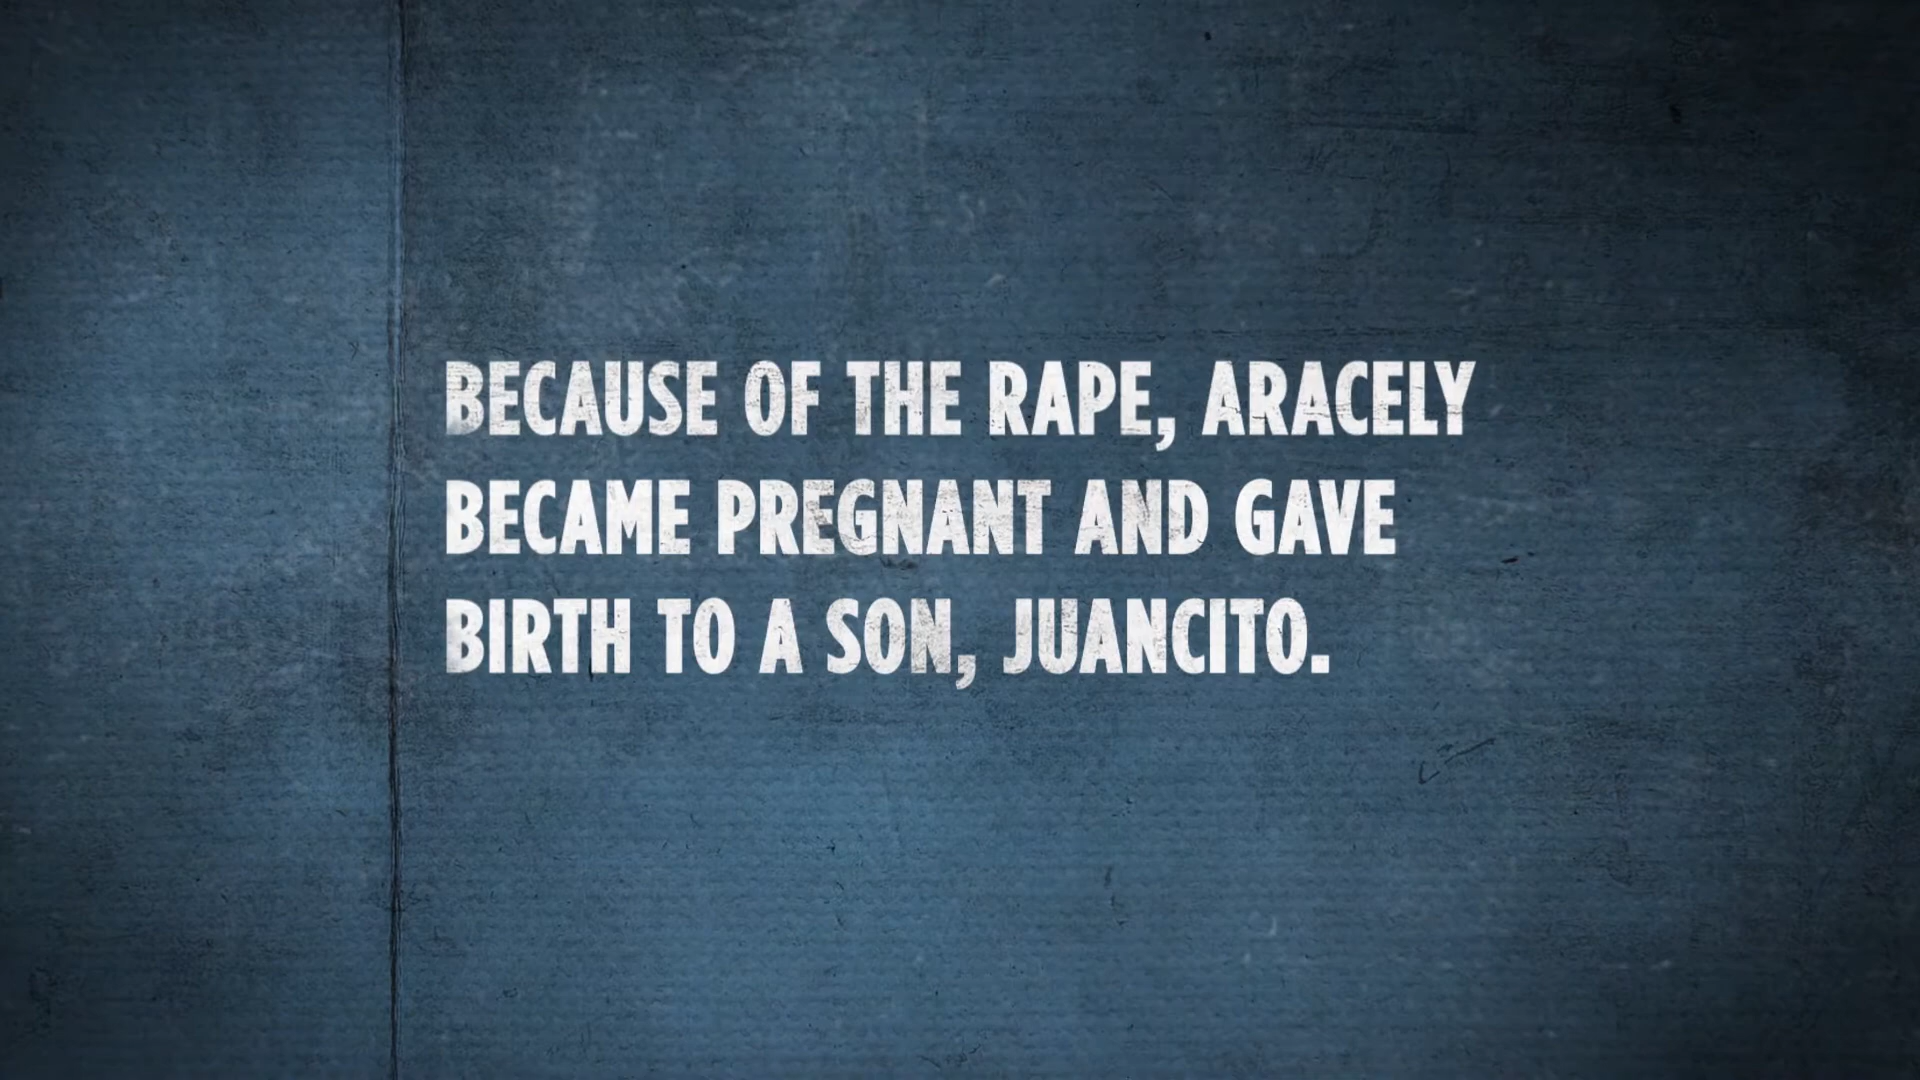 BECAUSE OF THE RAPE, ARACELY
BECAME PREGNANT AND GAVE
BIRTH TO A SON, JUANCITO.